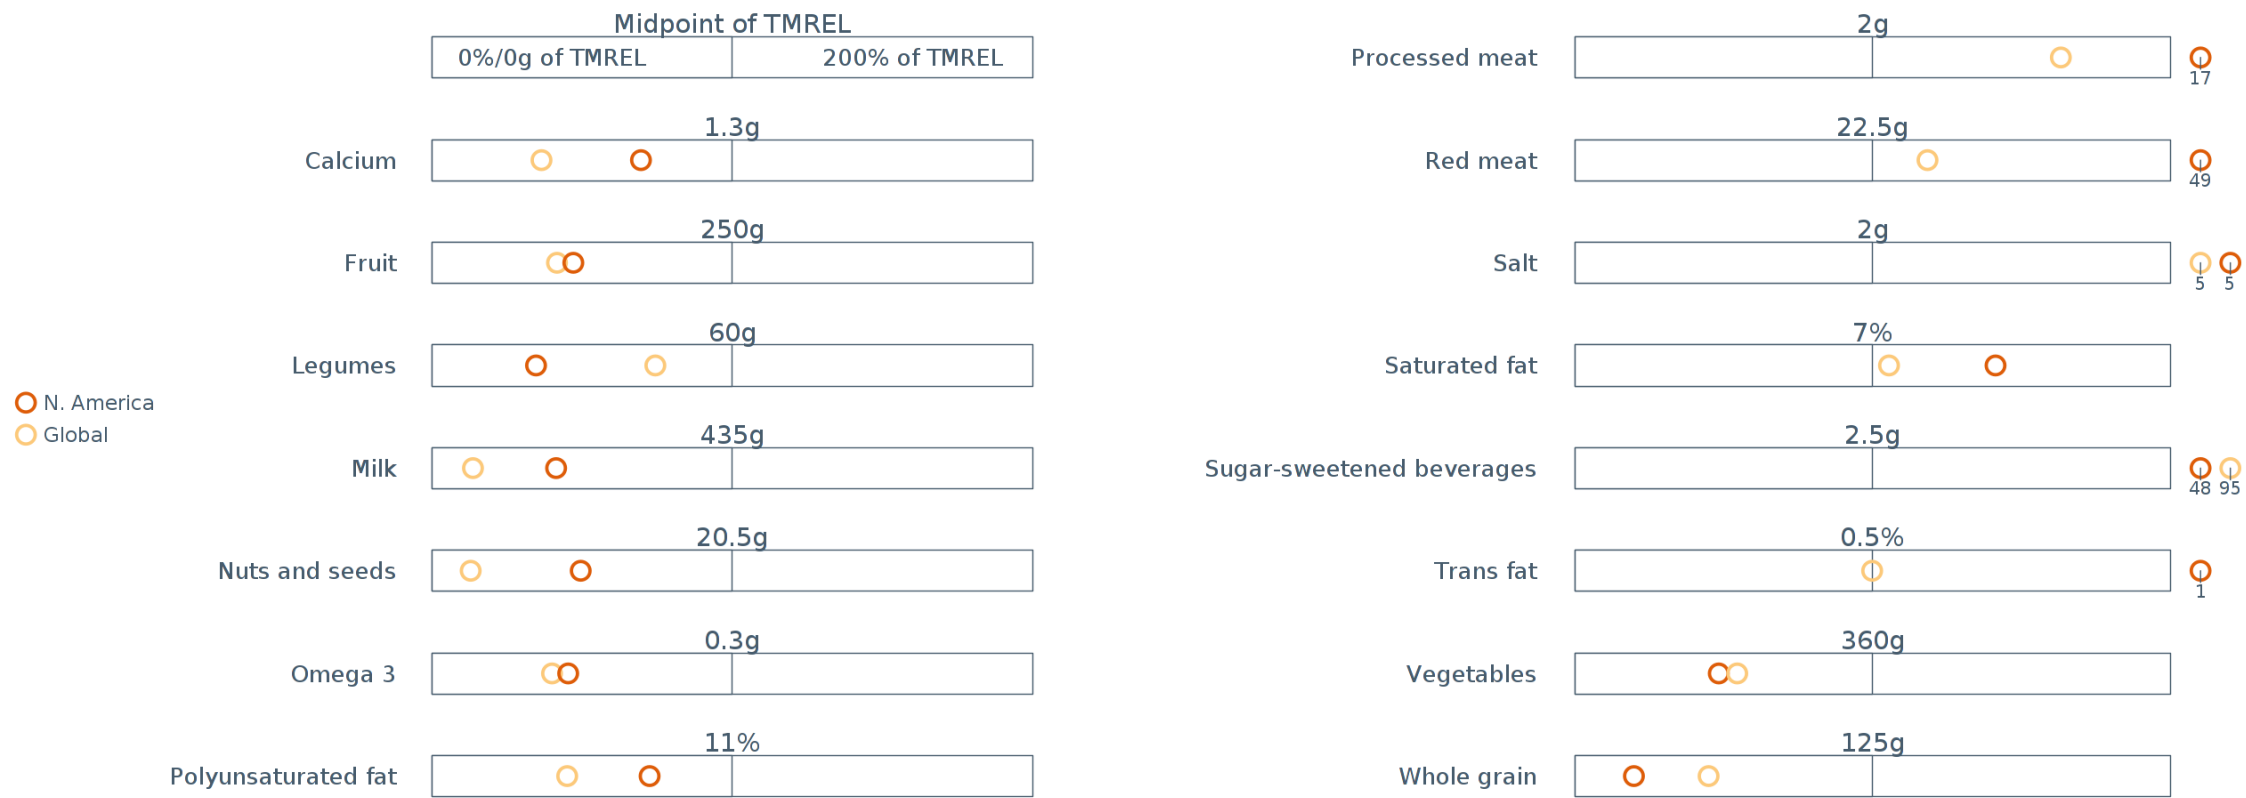 Midpoint of TMREL
0%/0g of TMREL 200% of TMREL
1.3g
Calcium
250g
Fruit
60g
Legumes
N. America
Global
435g
Milk
20.5g
Nuts and seeds
0.3g
Omega 3
11%
Polyunsaturated fat
2g
Processed meat
17
22.5g
Red meat
49
2g
Salt
5 5
7%
Saturated fat
2.5g
Sugar-sweetened beverages
48 95
0.5%
Trans fat
1
360g
Vegetables
125g
Whole grain